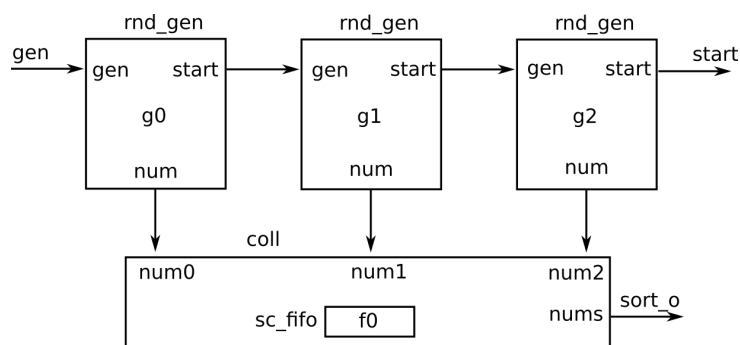 rnd_gen rnd_gen rnd_gen
gen gen start gen start gen start start
g0 g1 g2
num num num
coll
num0 num1 num2
sc_fifo f0 nums sort_o